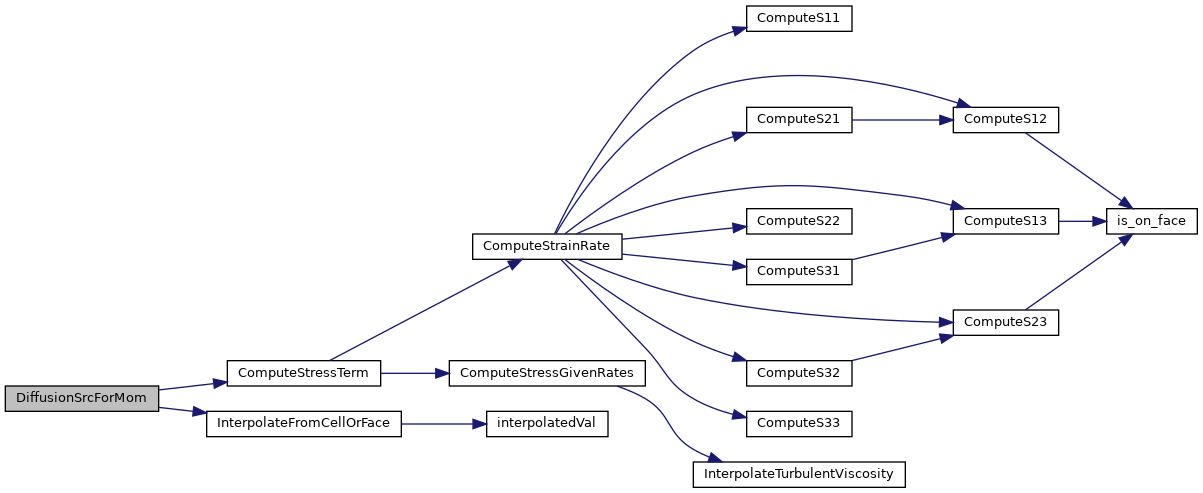 ComputeS11
ComputeS21
ComputeS12
ComputeS22
ComputeS13
is_on_face
ComputeStrainRate
ComputeS31
ComputeS23
ComputeStressTerm
ComputeStressGivenRates
ComputeS32
DiffusionSrcForMom
InterpolateFromCellOrFace
interpolatedVal
ComputeS33
InterpolateTurbulentViscosity